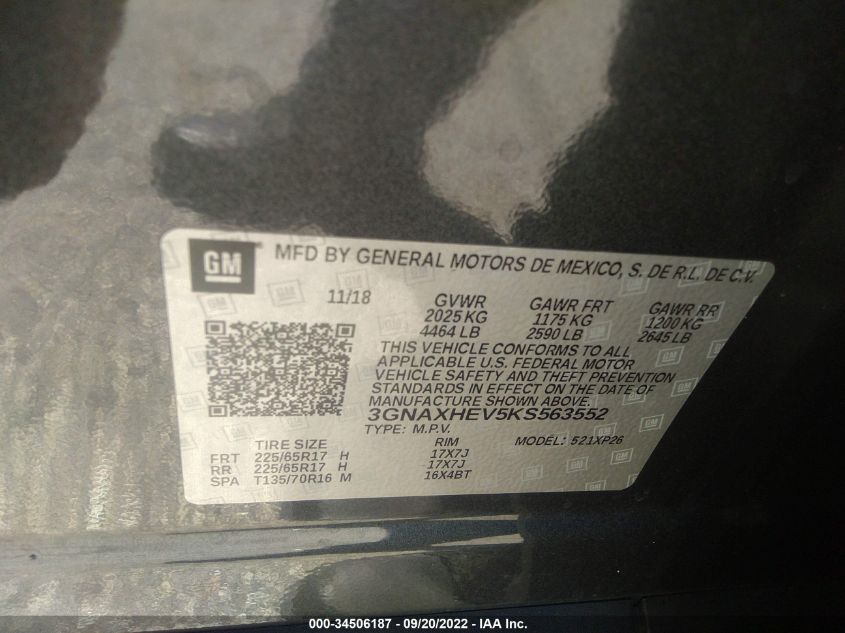 GM
MFD BY GENERAL MOTORS DE MEXICO, S. DE R.L. DE C.V.
11/18 GVWR GAWR FRT GAWR RR
2025 KG 1175 KG 1200 KG
4464 LB 2590 LB 2645 LB
THIS VEHICLE CONFORMS TO ALL
APPLICABLE U.S. FEDERAL MOTOR
VEHICLE SAFETY AND THEFT PREVENTION
STANDARDS IN EFFECT ON THE DATE OF
MANUFACTURE SHOWN ABOVE.
3GNAXHEV5KS563552
TYPE: M.P.V. MODEL: 521XP26
TIRE SIZE RIM
FRT 225/65R17 H 17X7J
RR 225/65R17 H 17X7J
SPA T135/70R16 M 16X4BT
000-34506187 - 09/20/2022 - IAA Inc.